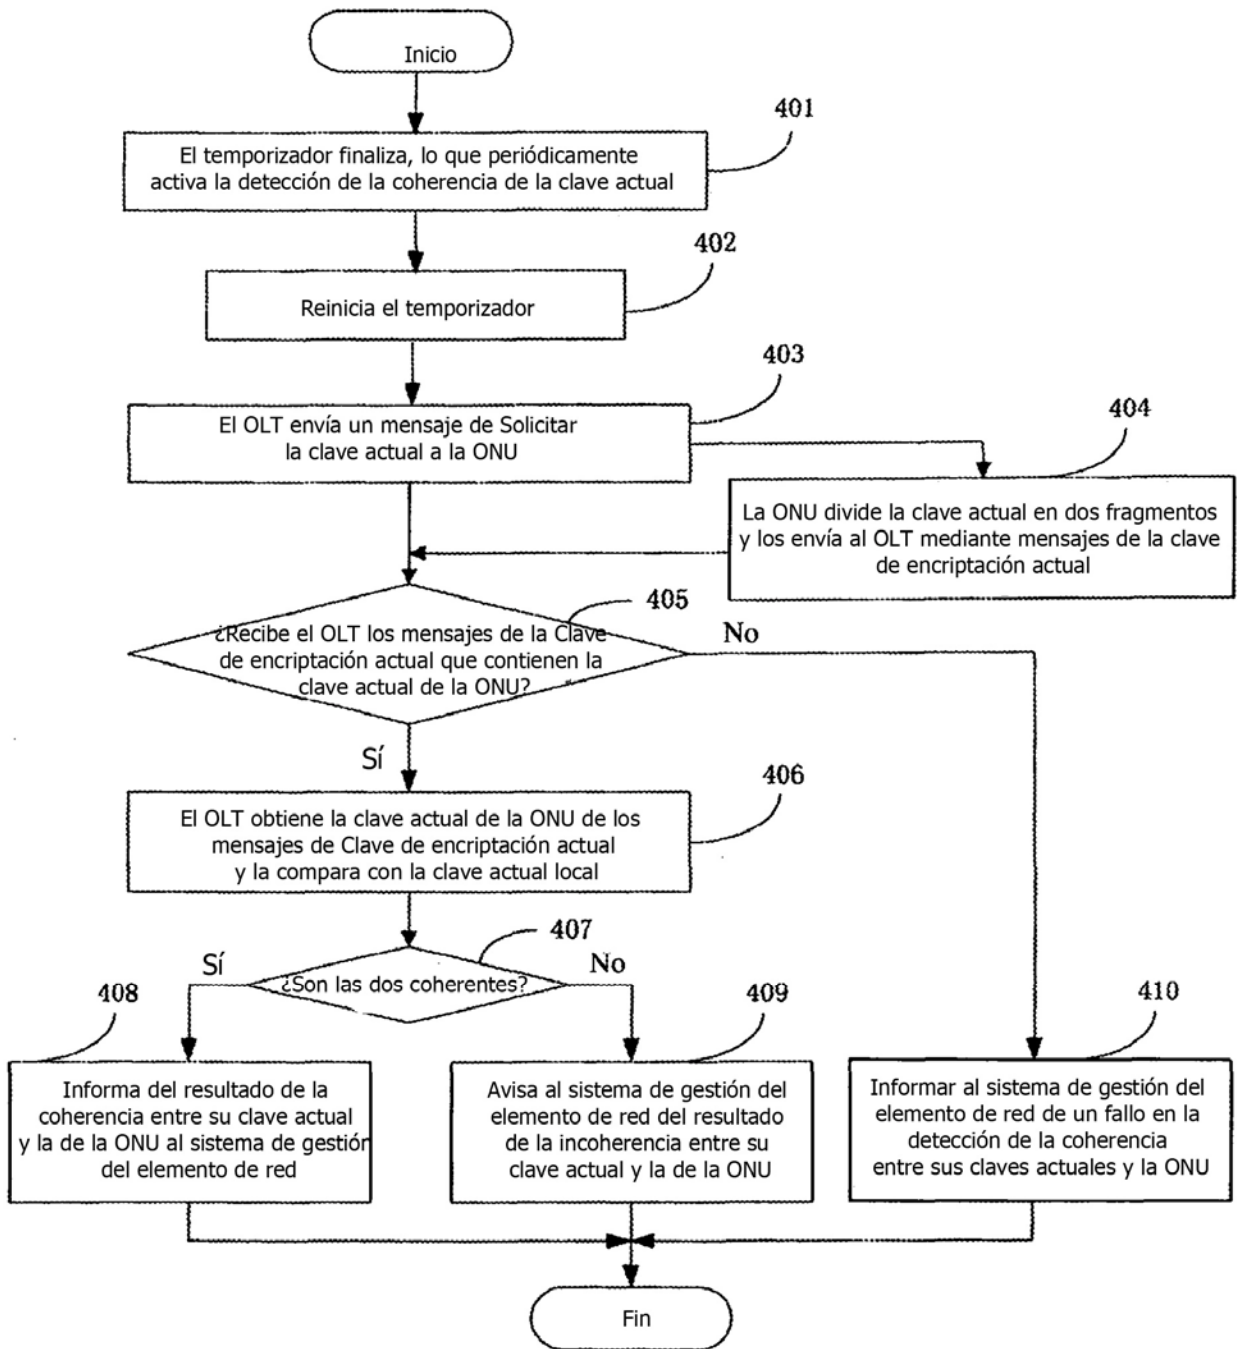 Inicio
401
El temporizador finaliza, lo que periódicamente
activa la detección de la coherencia de la clave actual
402
Reinicia el temporizador
403
El OLT envía un mensaje de Solicitar
la clave actual a la ONU
404
La ONU divide la clave actual en dos fragmentos
y los envía al OLT mediante mensajes de la clave
de encriptación actual
405
¿Recibe el OLT los mensajes de la Clave
de encriptación actual que contienen la
clave actual de la ONU?
No
Sí
406
El OLT obtiene la clave actual de la ONU de los
mensajes de Clave de encriptación actual
y la compara con la clave actual local
407
Sí
¿Son las dos coherentes?
No
408
Informa del resultado de la
coherencia entre su clave actual
y la de la ONU al sistema de gestión
del elemento de red
409
Avisa al sistema de gestión del
elemento de red del resultado
de la incoherencia entre su
clave actual y la de la ONU
410
Informar al sistema de gestión del
elemento de red de un fallo en la
detección de la coherencia
entre sus claves actuales y la ONU
Fin